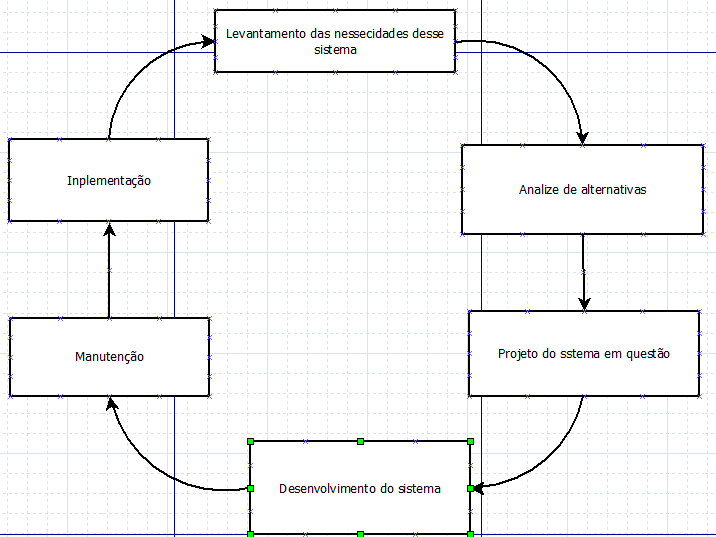 Levantamento das nessecidades desse
sistema
Analize de alternativas
Projeto do sstema em questão
Desenvolvimento do sistema
Manutenção
Inplementação